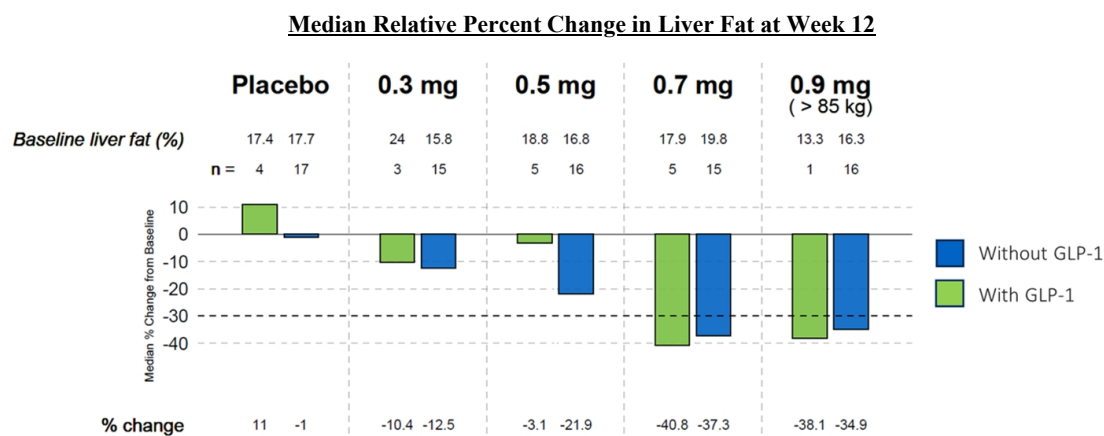 Median Relative Percent Change in Liver Fat at Week 12
Placebo 0.3 mg 0.5 mg 0.7 mg 0.9 mg
( > 85 kg)
Baseline liver fat (%) 17.4 17.7 24 15.8 18.8 16.8 17.9 19.8 13.3 16.3
n = 4 17 3 15 5 16 5 15 1 16
Median % Change from Baseline
10
0
-10
-20
-30
-40
Without GLP-1
With GLP-1
% change 11 -1 -10.4 -12.5 -3.1 -21.9 -40.8 -37.3 -38.1 -34.9